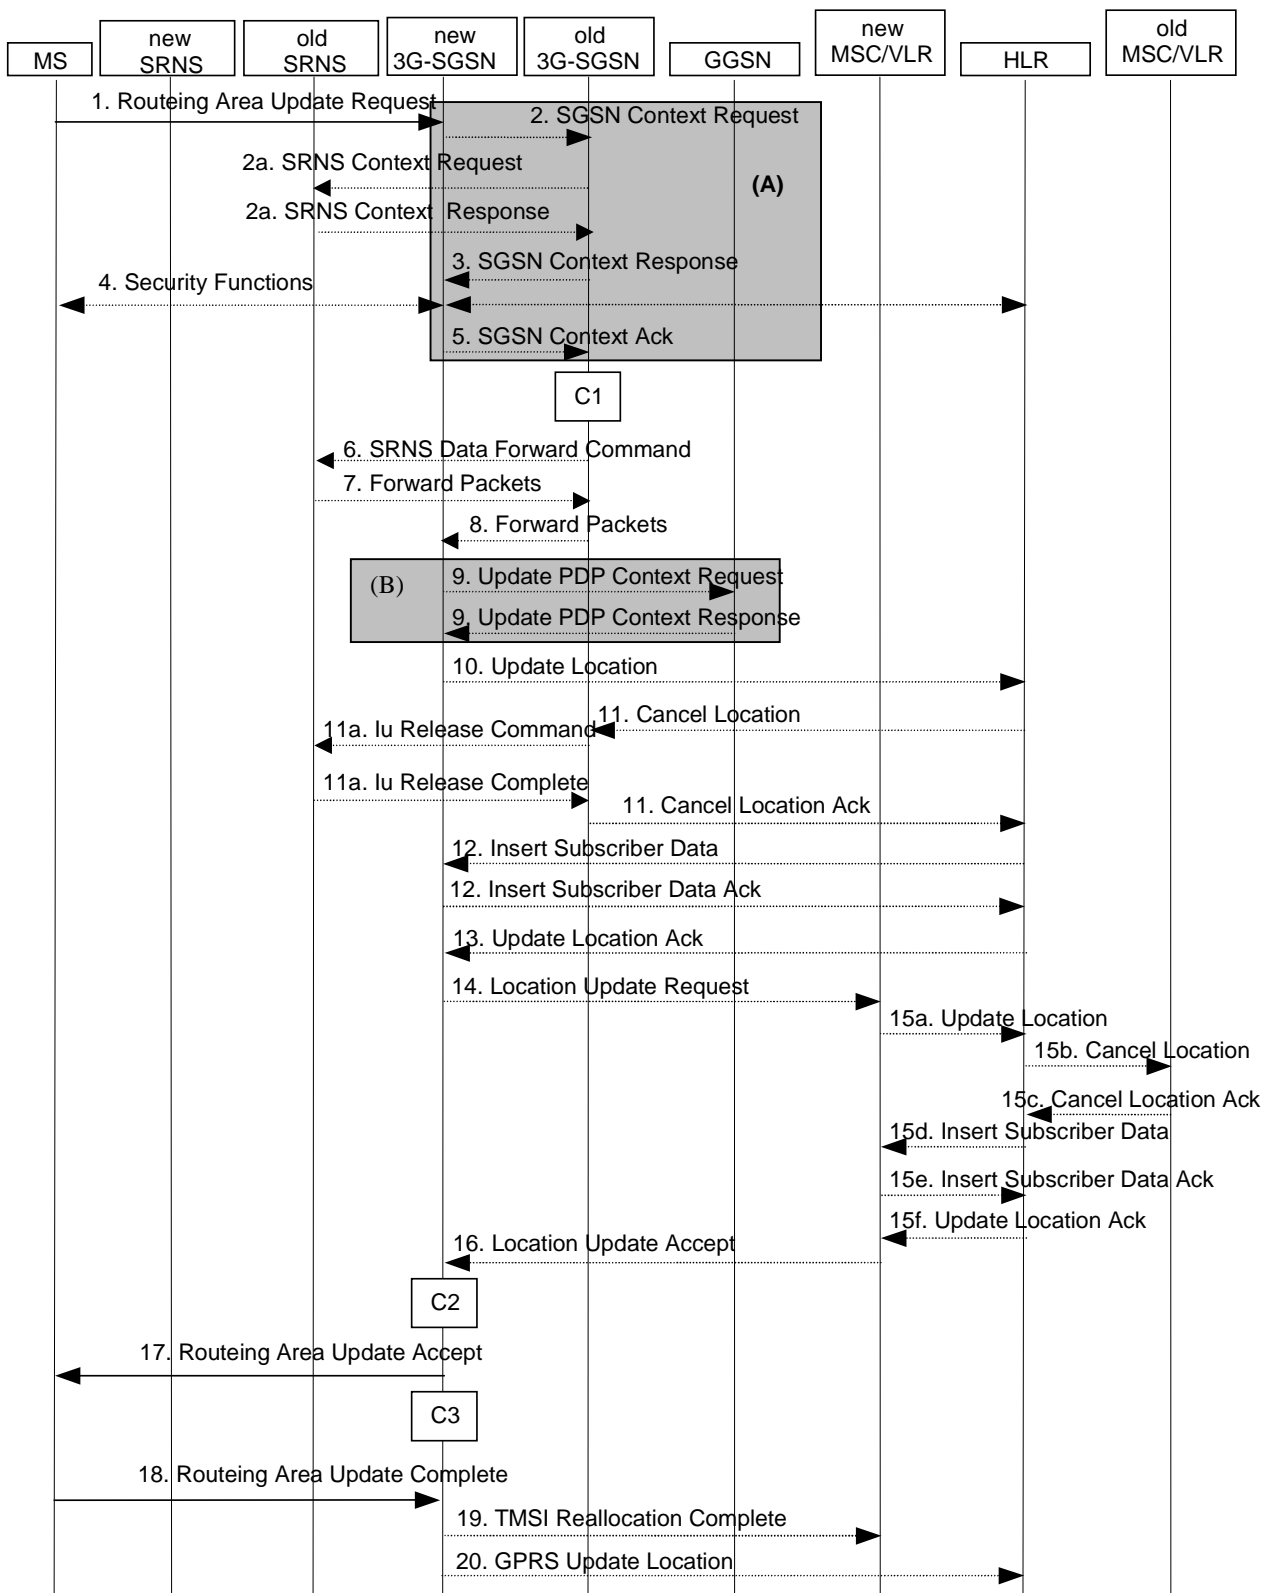 MS
new
SRNS
old
SRNS
new
3G-SGSN
old
3G-SGSN
GGSN
new
MSC/VLR
HLR
old
MSC/VLR
1. Routeing Area Update Request
2. SGSN Context Request
2a. SRNS Context Request
(A)
2a. SRNS Context Response
3. SGSN Context Response
4. Security Functions
5. SGSN Context Ack
C1
6. SRNS Data Forward Command
7. Forward Packets
8. Forward Packets
(B)
9. Update PDP Context Request
9. Update PDP Context Response
10. Update Location
11. Cancel Location
11a. Iu Release Command
11a. Iu Release Complete
11. Cancel Location Ack
12. Insert Subscriber Data
12. Insert Subscriber Data Ack
13. Update Location Ack
14. Location Update Request
15a. Update Location
15b. Cancel Location
15c. Cancel Location Ack
15d. Insert Subscriber Data
15e. Insert Subscriber Data Ack
15f. Update Location Ack
16. Location Update Accept
C2
17. Routeing Area Update Accept
C3
18. Routeing Area Update Complete
19. TMSI Reallocation Complete
20. GPRS Update Location